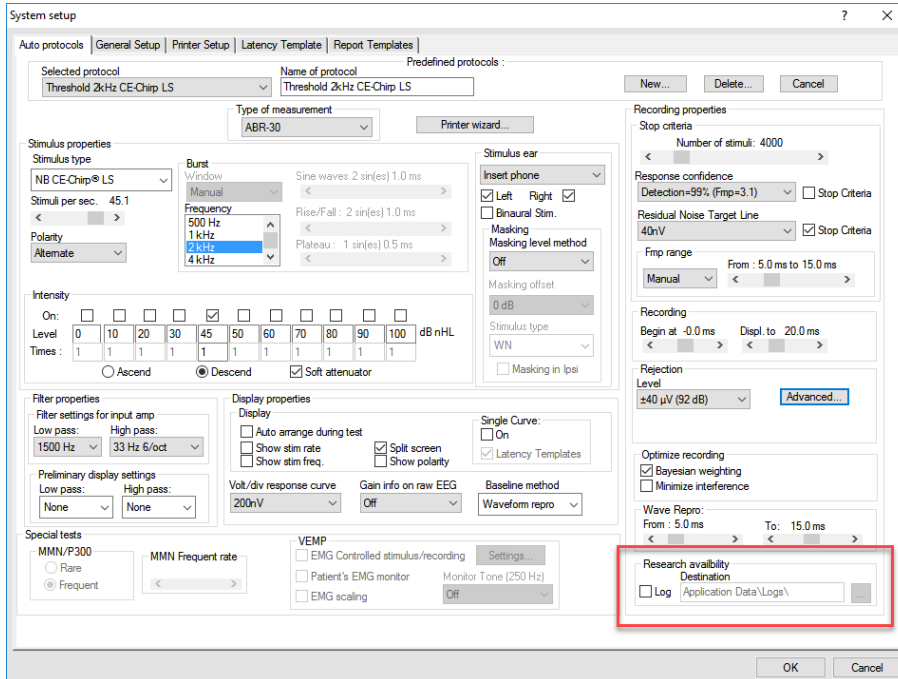 System setup
Auto protocols General Setup Printer Setup Latency Template Report Templates
Predefined protocols :
Selected protocol
Threshold 2kHz CE-Chirp LS
Name of protocol
Threshold 2kHz CE-Chirp LS
New... Delete... Cancel
Type of measurement
ABR-30
Printer wizard...
Stimulus properties
Stimulus type
NB CE-Chirp® LS
Stimuli per sec. 45.1
Polarity
Alternate
Burst
Window
Manual
Frequency
500 Hz
1 kHz
2 kHz
4 kHz
Sine waves 2 sin(es) 1.0 ms
Rise/Fall : 2 sin(es) 1.0 ms
Plateau : 1 sin(es) 0.5 ms
Stimulus ear
Insert phone
Left Right
Binaural Stim.
Masking
Masking level method
Off
Masking offset
0 dB
Stimulus type
WN
Masking in Ipsi
Intensity
On:
Level 0 10 20 30 45 50 60 70 80 90 100 dB nHL
Times : 1 1 1 1 1 1 1 1 1 1 1
Ascend Descend Soft attenuator
Filter properties
Filter settings for input amp
Low pass: High pass:
1500 Hz 33 Hz 6/oct
Preliminary display settings
Low pass: High pass:
None None
Display properties
Display
Auto arrange during test
Show stim rate Split screen
Show stim freq. Show polarity
Single Curve:
On
Latency Templates
Volt/div response curve Gain info on raw EEG Baseline method
200nV Off Waveform repro
Special tests
MMN/P300
Rare
Frequent
MMN Frequent rate
VEMP
EMG Controlled stimulus/recording Settings...
Patient's EMG monitor Monitor Tone (250 Hz)
EMG scaling Off
Recording properties
Stop criteria
Number of stimuli: 4000
Response confidence
Detection=99% (Fmp=3.1) Stop Criteria
Residual Noise Target Line
40nV Stop Criteria
Fmp range
Manual From : 5.0 ms to 15.0 ms
Recording
Begin at -0.0 ms Displ. to 20.0 ms
Rejection
Level
±40 µV (92 dB) Advanced...
Optimize recording
Bayesian weighting
Minimize interference
Wave Repro:
From : 5.0 ms To: 15.0 ms
Research availbility
Destination
Log Application Data\Logs\ ...
OK Cancel